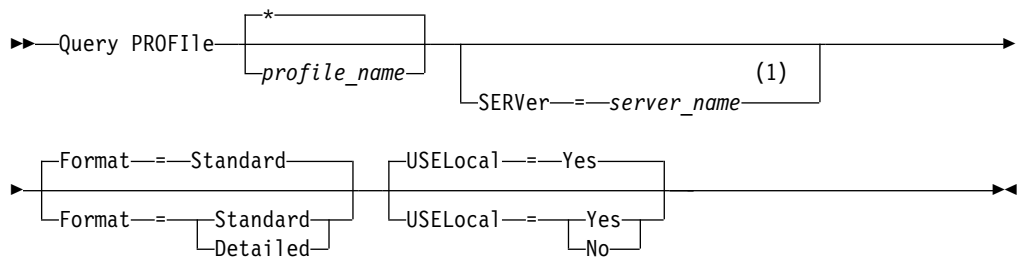 *
Query PROFIle
profile_name
(1)
SERVer = server_name
Format = Standard USELocal = Yes
Format = Standard USELocal = Yes
Detailed No